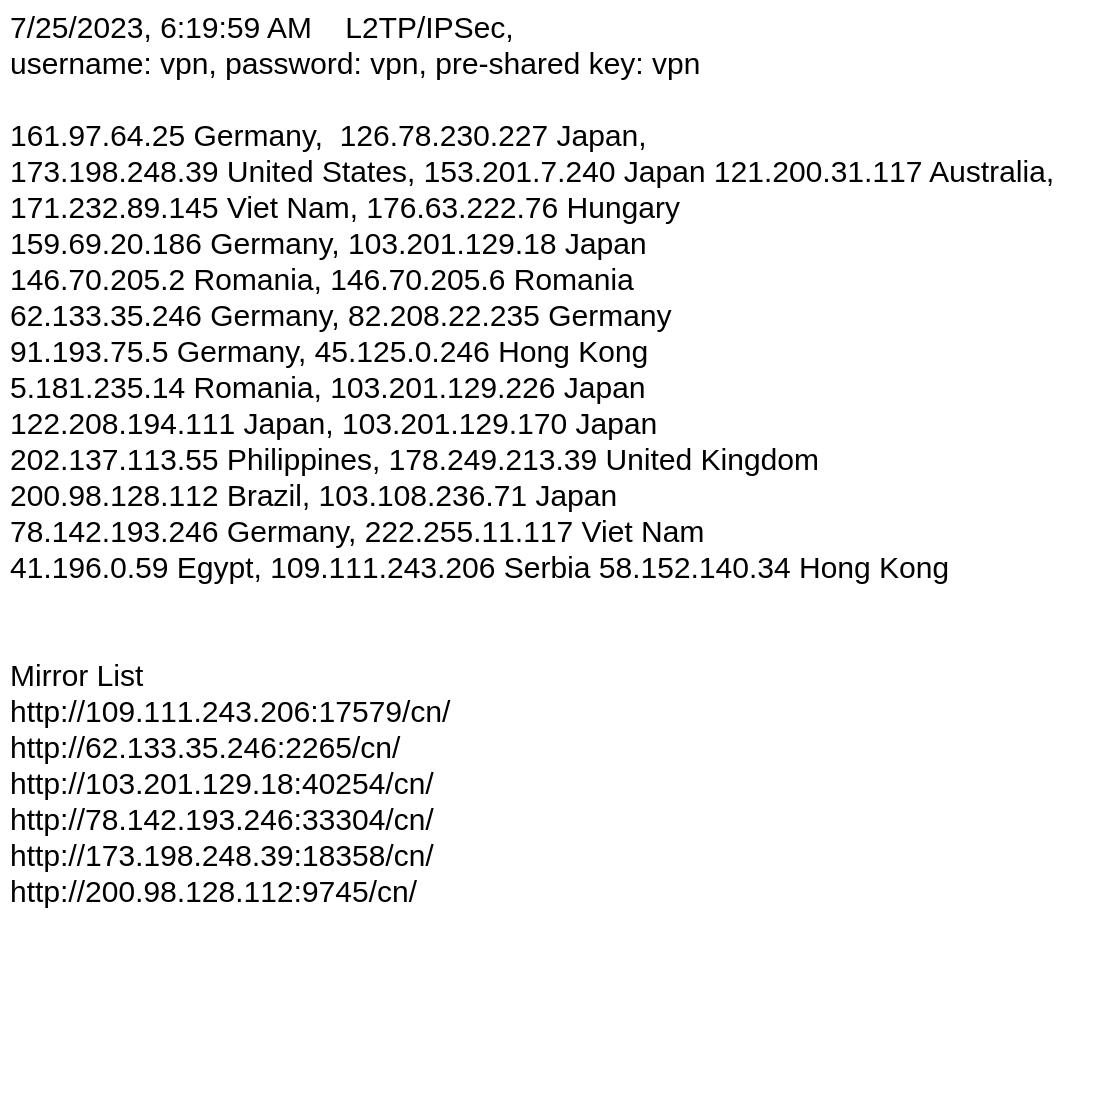 7/25/2023, 6:19:59 AM    L2TP/IPSec,
username: vpn, password: vpn, pre-shared key: vpn
161.97.64.25 Germany,  126.78.230.227 Japan,
173.198.248.39 United States, 153.201.7.240 Japan 121.200.31.117 Australia,
171.232.89.145 Viet Nam, 176.63.222.76 Hungary
159.69.20.186 Germany, 103.201.129.18 Japan
146.70.205.2 Romania, 146.70.205.6 Romania
62.133.35.246 Germany, 82.208.22.235 Germany
91.193.75.5 Germany, 45.125.0.246 Hong Kong
5.181.235.14 Romania, 103.201.129.226 Japan
122.208.194.111 Japan, 103.201.129.170 Japan
202.137.113.55 Philippines, 178.249.213.39 United Kingdom
200.98.128.112 Brazil, 103.108.236.71 Japan
78.142.193.246 Germany, 222.255.11.117 Viet Nam
41.196.0.59 Egypt, 109.111.243.206 Serbia 58.152.140.34 Hong Kong
Mirror List
http://109.111.243.206:17579/cn/
http://62.133.35.246:2265/cn/
http://103.201.129.18:40254/cn/
http://78.142.193.246:33304/cn/
http://173.198.248.39:18358/cn/
http://200.98.128.112:9745/cn/